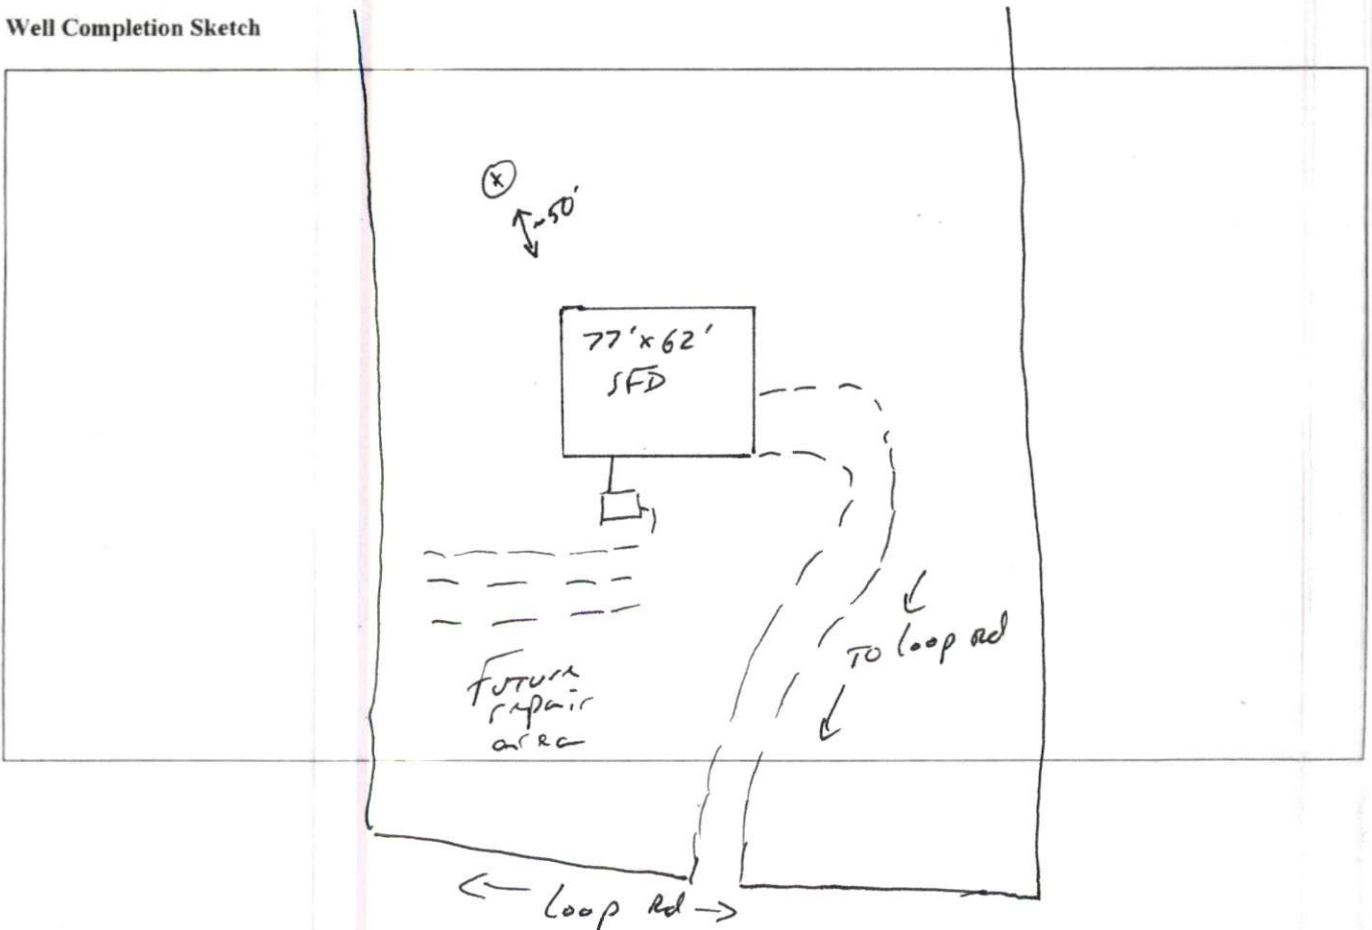 Well Completion Sketch
x
~50'
77'x62'
SFD
TO Loop Rd
Future
repair
area
Loop Rd